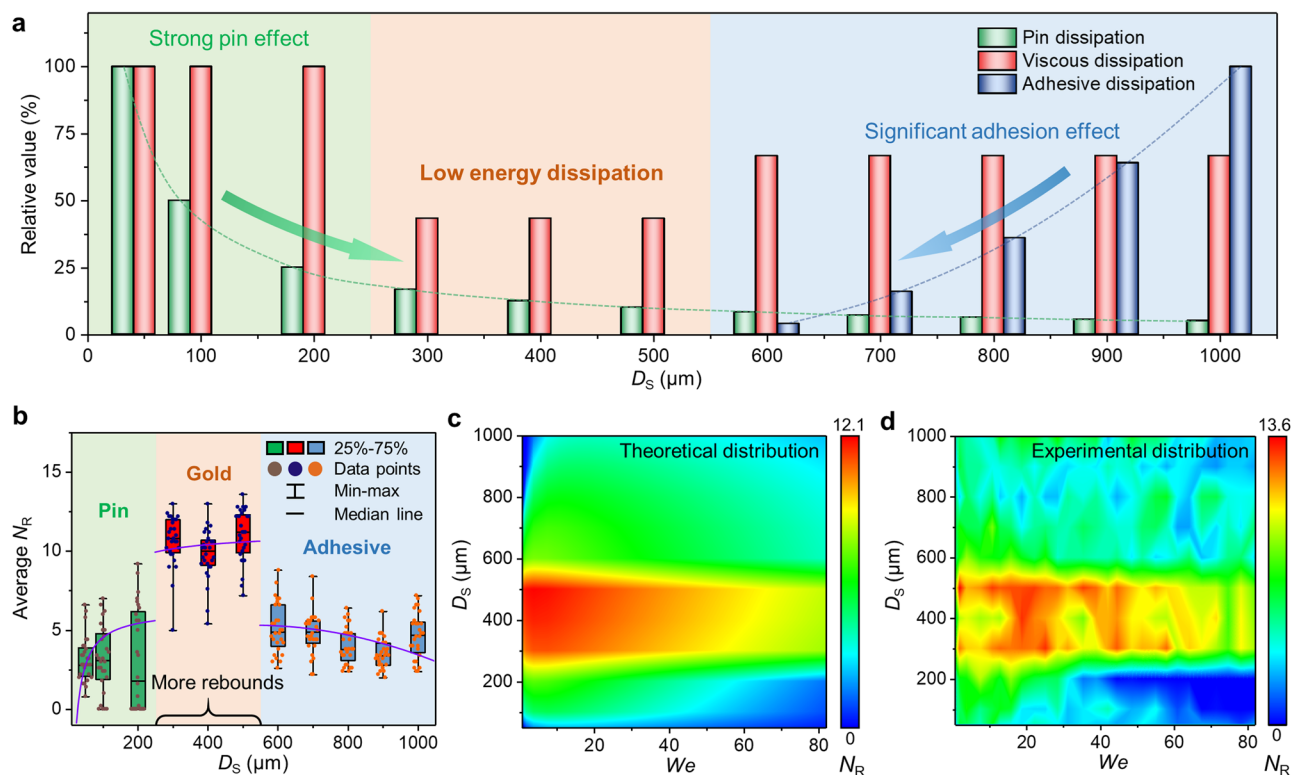 a
Strong pin effect
Pin dissipation
Viscous dissipation
Adhesive dissipation
Significant adhesion effect
Low energy dissipation
Relative value (%)
100
75
50
25
0
0 100 200 300 400 500 600 700 800 900 1000
DS (µm)
b
25%-75%
Data points
Min-max
Median line
Pin
Gold
Adhesive
More rebounds
Average NR
15
10
5
0
200 400 600 800 1000
DS (µm)
c
Theoretical distribution
12.1
0
NR
DS (µm)
1000
800
600
400
200
20 40 60 80
We
d
Experimental distribution
13.6
0
NR
DS (µm)
1000
800
600
400
200
20 40 60 80
We